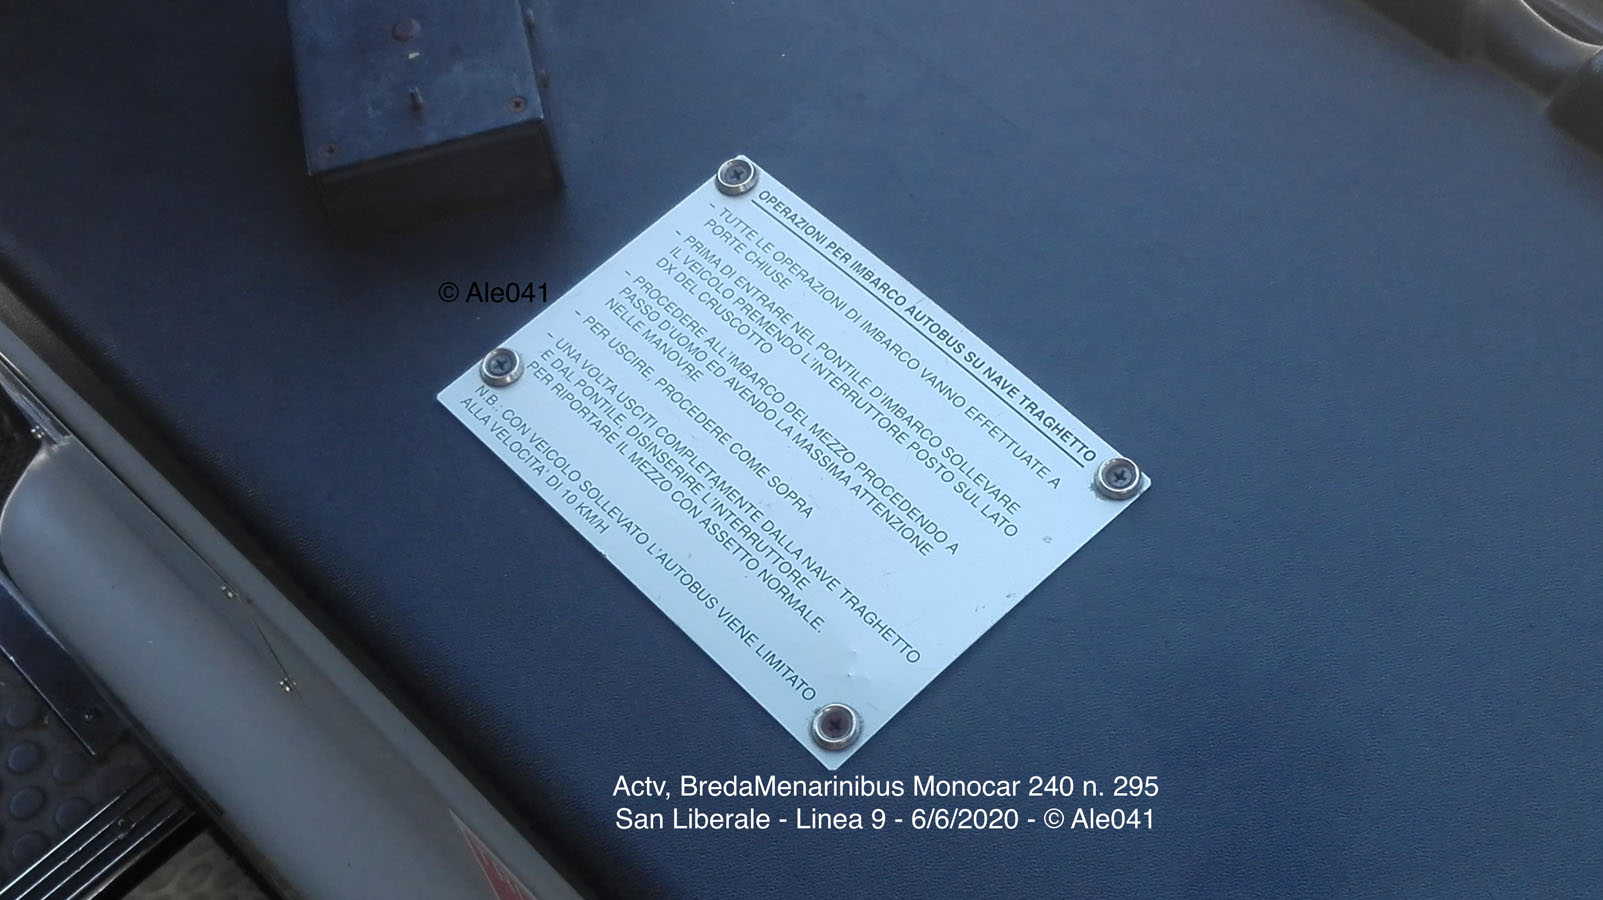 OPERAZIONI PER IMBARCO AUTOBUS SU NAVE TRAGHETTO
- TUTTE LE OPERAZIONI DI IMBARCO VANNO EFFETTUATE A
PORTE CHIUSE
- PRIMA DI ENTRARE NEL PONTILE D'IMBARCO SOLLEVARE
IL VEICOLO PREMENDO L'INTERRUTTORE POSTO SUL LATO
DX DEL CRUSCOTTO
- PROCEDERE ALL'IMBARCO DEL MEZZO PROCEDENDO A
PASSO D'UOMO ED AVENDO LA MASSIMA ATTENZIONE
NELLE MANOVRE
- PER USCIRE, PROCEDERE COME SOPRA
- UNA VOLTA USCITI COMPLETAMENTE DALLA NAVE TRAGHETTO
E DAL PONTILE, DISINSERIRE L'INTERRUTTORE
PER RIPORTARE IL MEZZO CON ASSETTO NORMALE.
N.B.: CON VEICOLO SOLLEVATO L'AUTOBUS VIENE LIMITATO
ALLA VELOCITA' DI 10 KM/H
© Ale041
Actv, BredaMenarinibus Monocar 240 n. 295
San Liberale - Linea 9 - 6/6/2020 - © Ale041